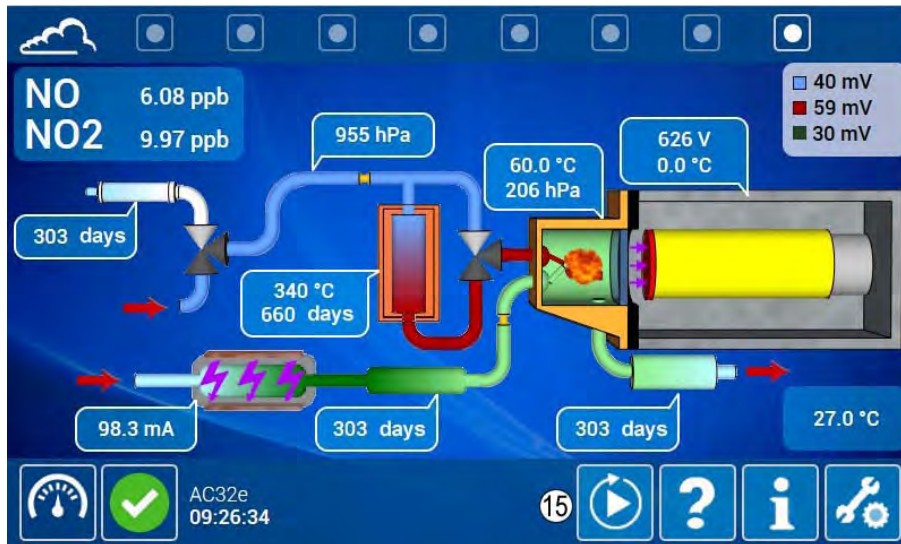 NO 6.08 ppb
NO2 9.97 ppb
40 mV
59 mV
30 mV
955 hPa
60.0 °C
206 hPa
626 V
0.0 °C
303 days
340 °C
660 days
98.3 mA
303 days
303 days
27.0 °C
AC32e
09:26:34
15
?
i